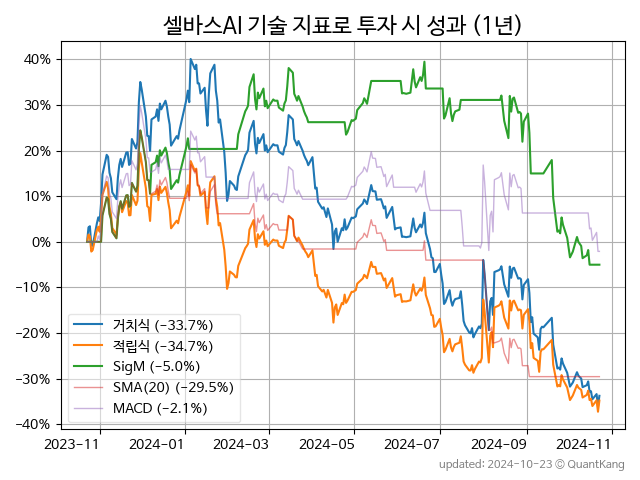 셀바스AI 기술 지표로 투자 시 성과 (1년)
40%
30%
20%
10%
0%
−10%
−20%
−30%
−40%
거치식 (−33.7%)
적립식 (−34.7%)
SigM (−5.0%)
SMA(20) (−29.5%)
MACD (−2.1%)
2023-11 2024-01 2024-03 2024-05 2024-07 2024-09 2024-11
updated: 2024-10-23 © QuantKang